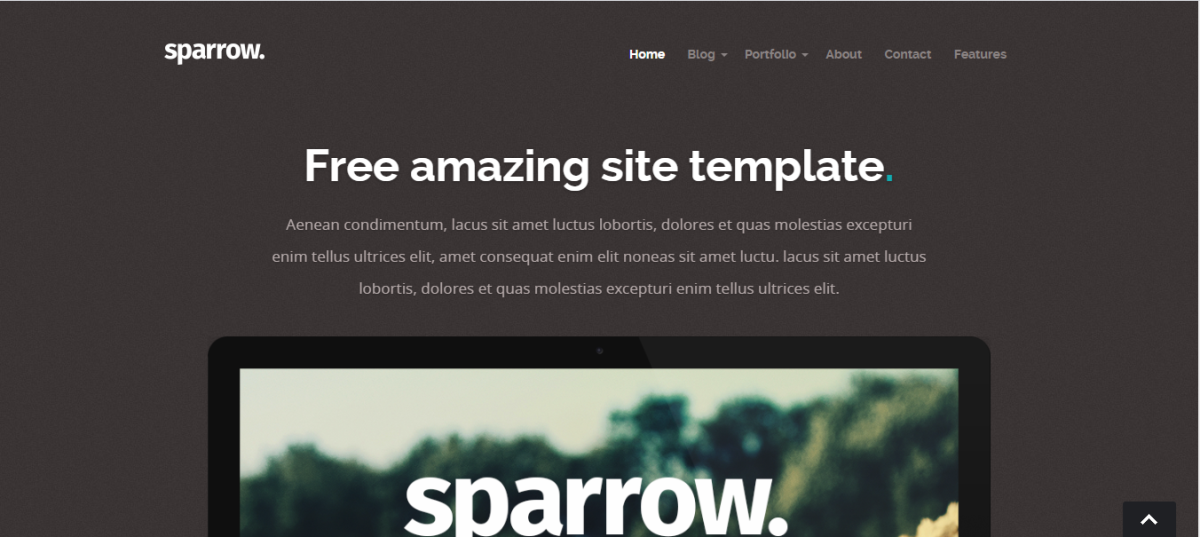 sparrow.
Home Blog Portfolio About Contact Features
Free amazing site template.
Aenean condimentum, lacus sit amet luctus lobortis, dolores et quas molestias excepturi
enim tellus ultrices elit, amet consequat enim elit noneas sit amet luctu. lacus sit amet luctus
lobortis, dolores et quas molestias excepturi enim tellus ultrices elit.
sparrow.